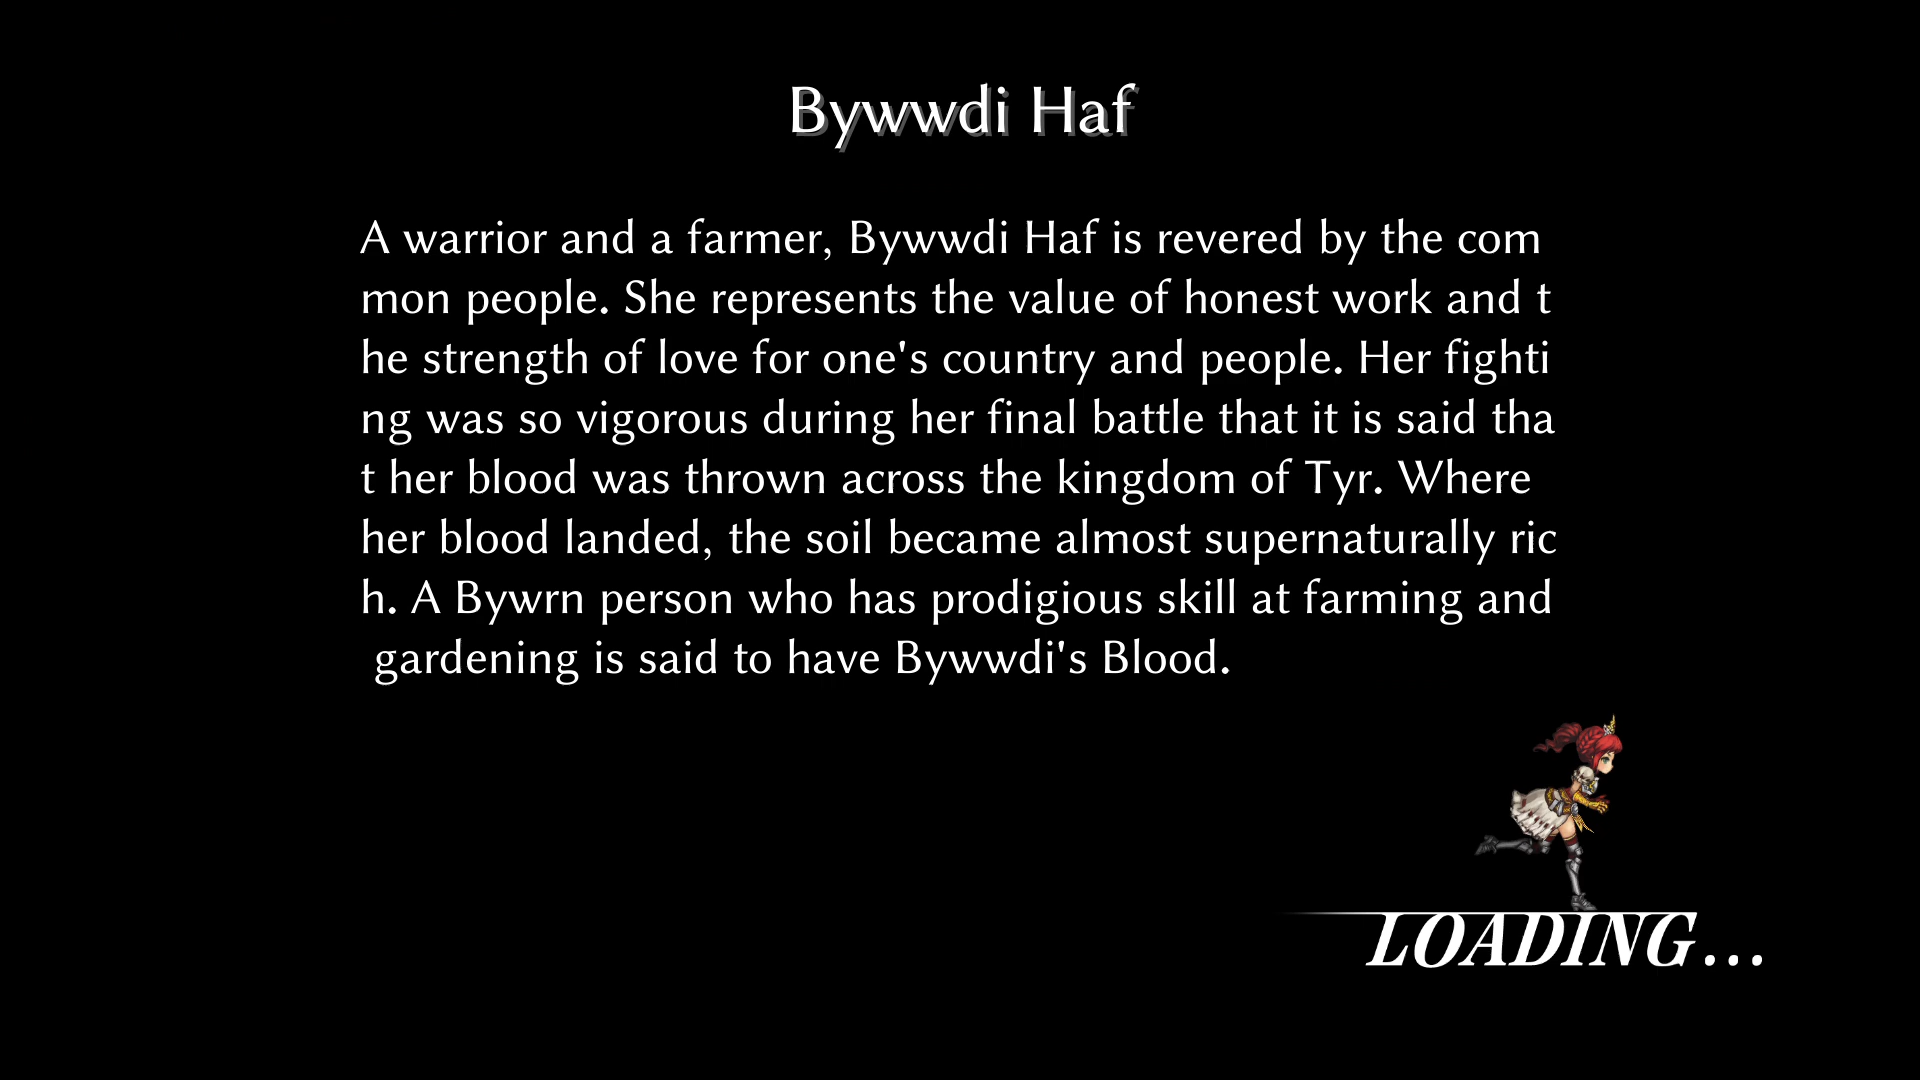 Bywwdi Haf
A warrior and a farmer, Bywwdi Haf is revered by the com
mon people. She represents the value of honest work and t
he strength of love for one's country and people. Her fighti
ng was so vigorous during her final battle that it is said tha
t her blood was thrown across the kingdom of Tyr. Where
her blood landed, the soil became almost supernaturally ric
h. A Bywrn person who has prodigious skill at farming and
gardening is said to have Bywwdi's Blood.
LOADING...